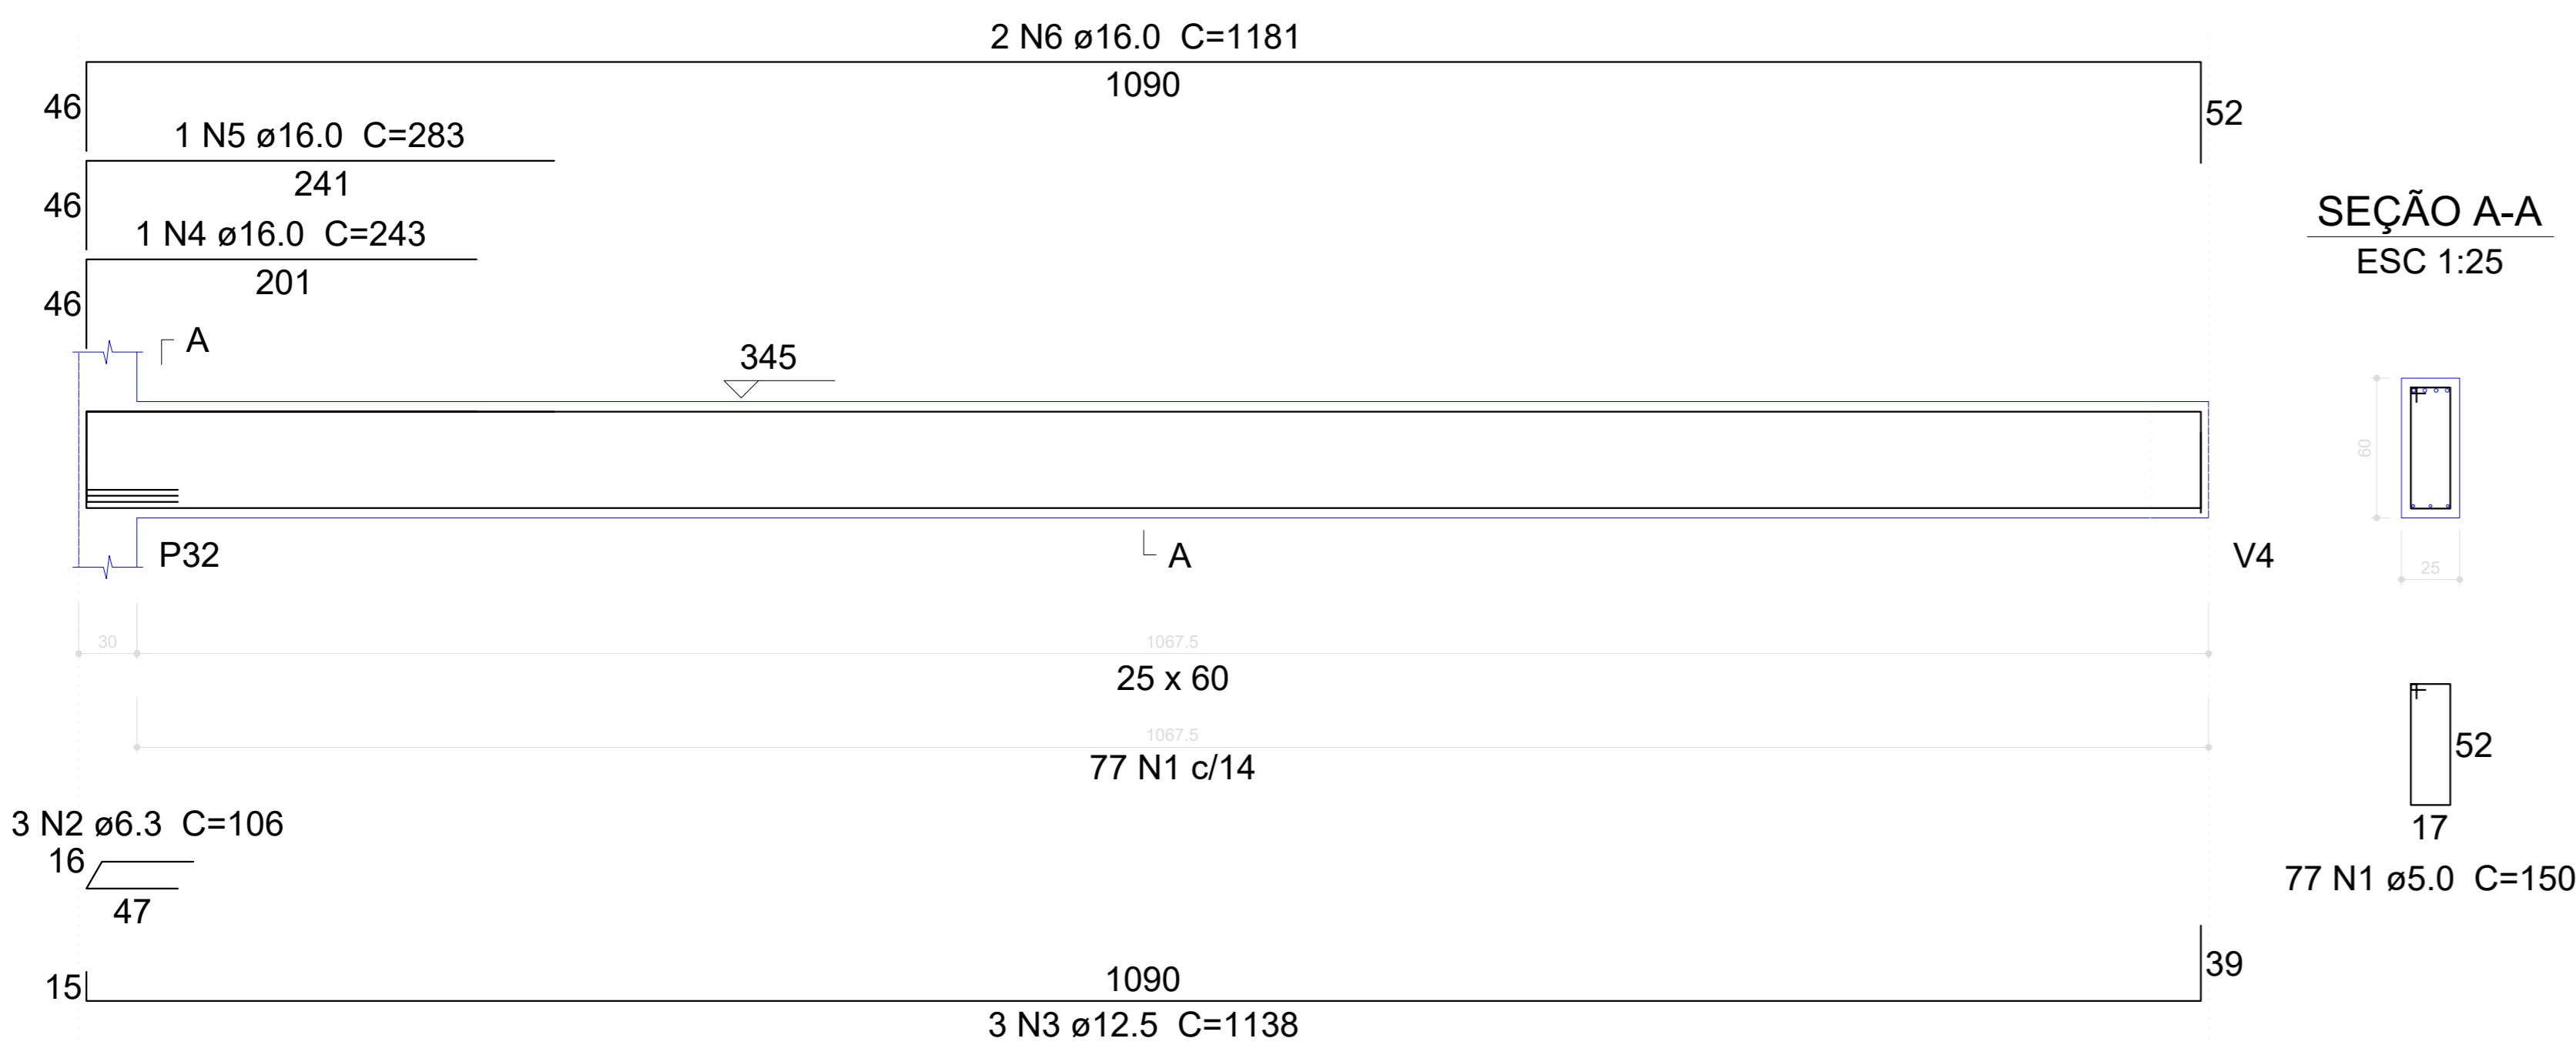 2 N6 ø16.0  C=1181
1090
46
52
1 N5 ø16.0  C=283
241
46
1 N4 ø16.0  C=243
201
46
SEÇÃO A-A
ESC 1:25
A
345
60
P32
A
V4
25
30
1067.5
25 x 60
1067.5
77 N1 c/14
52
17
77 N1 ø5.0  C=150
3 N2 ø6.3  C=106
16
47
15
1090
39
3 N3 ø12.5  C=1138